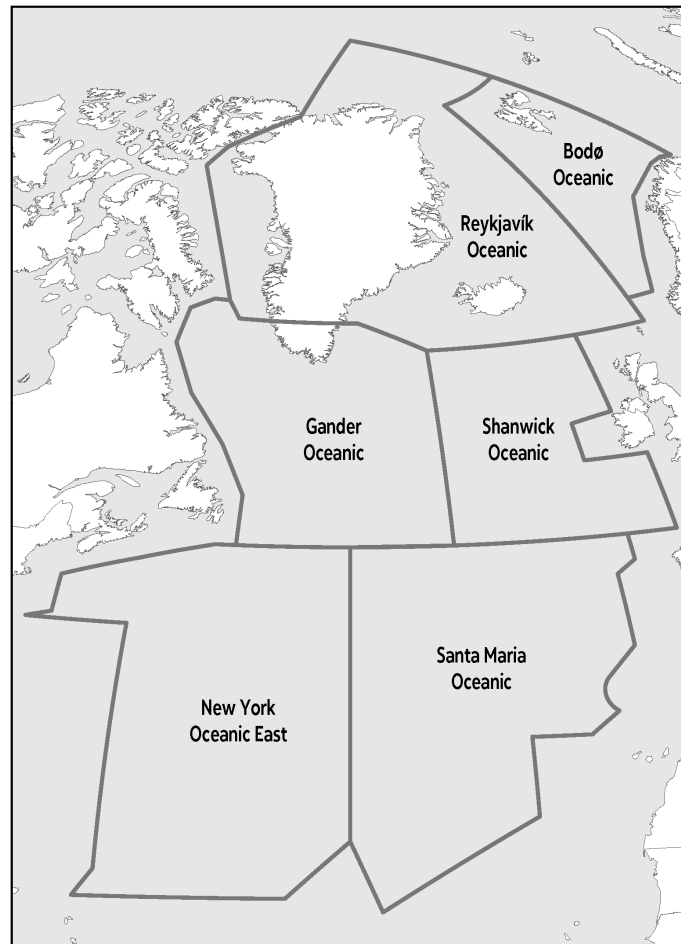 Bodø
Oceanic
Reykjavík
Oceanic
Gander
Oceanic
Shanwick
Oceanic
Santa Maria
Oceanic
New York
Oceanic East